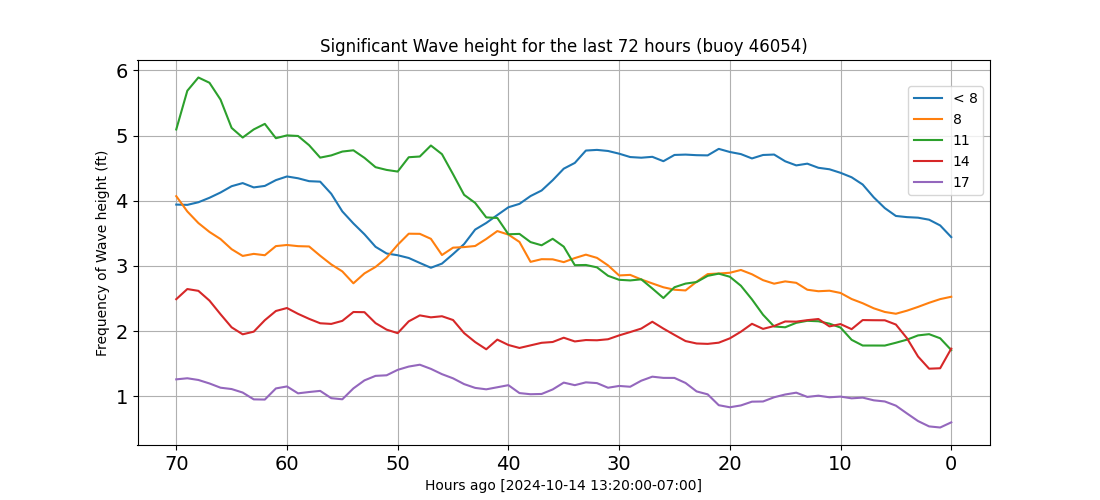 Significant Wave height for the last 72 hours (buoy 46054)
Frequency of Wave height (ft)
6
5
4
3
2
1
< 8
8
11
14
17
70 60 50 40 30 20 10 0
Hours ago [2024-10-14 13:20:00-07:00]